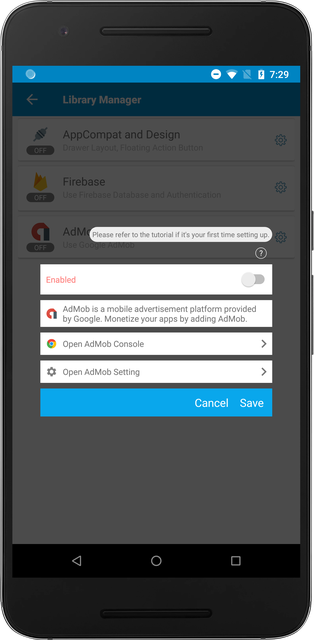 7:29
Library Manager
AppCompat and Design
Drawer Layout, Floating Action Button
OFF
Firebase
Use Firebase Database and Authentication
OFF
AdM
Please refer to the tutorial if it's your first time setting up.
Use Google AdMob
OFF
?
Enabled
AdMob is a mobile advertisement platform provided
by Google. Monetize your apps by adding AdMob.
Open AdMob Console
Open AdMob Setting
Cancel Save